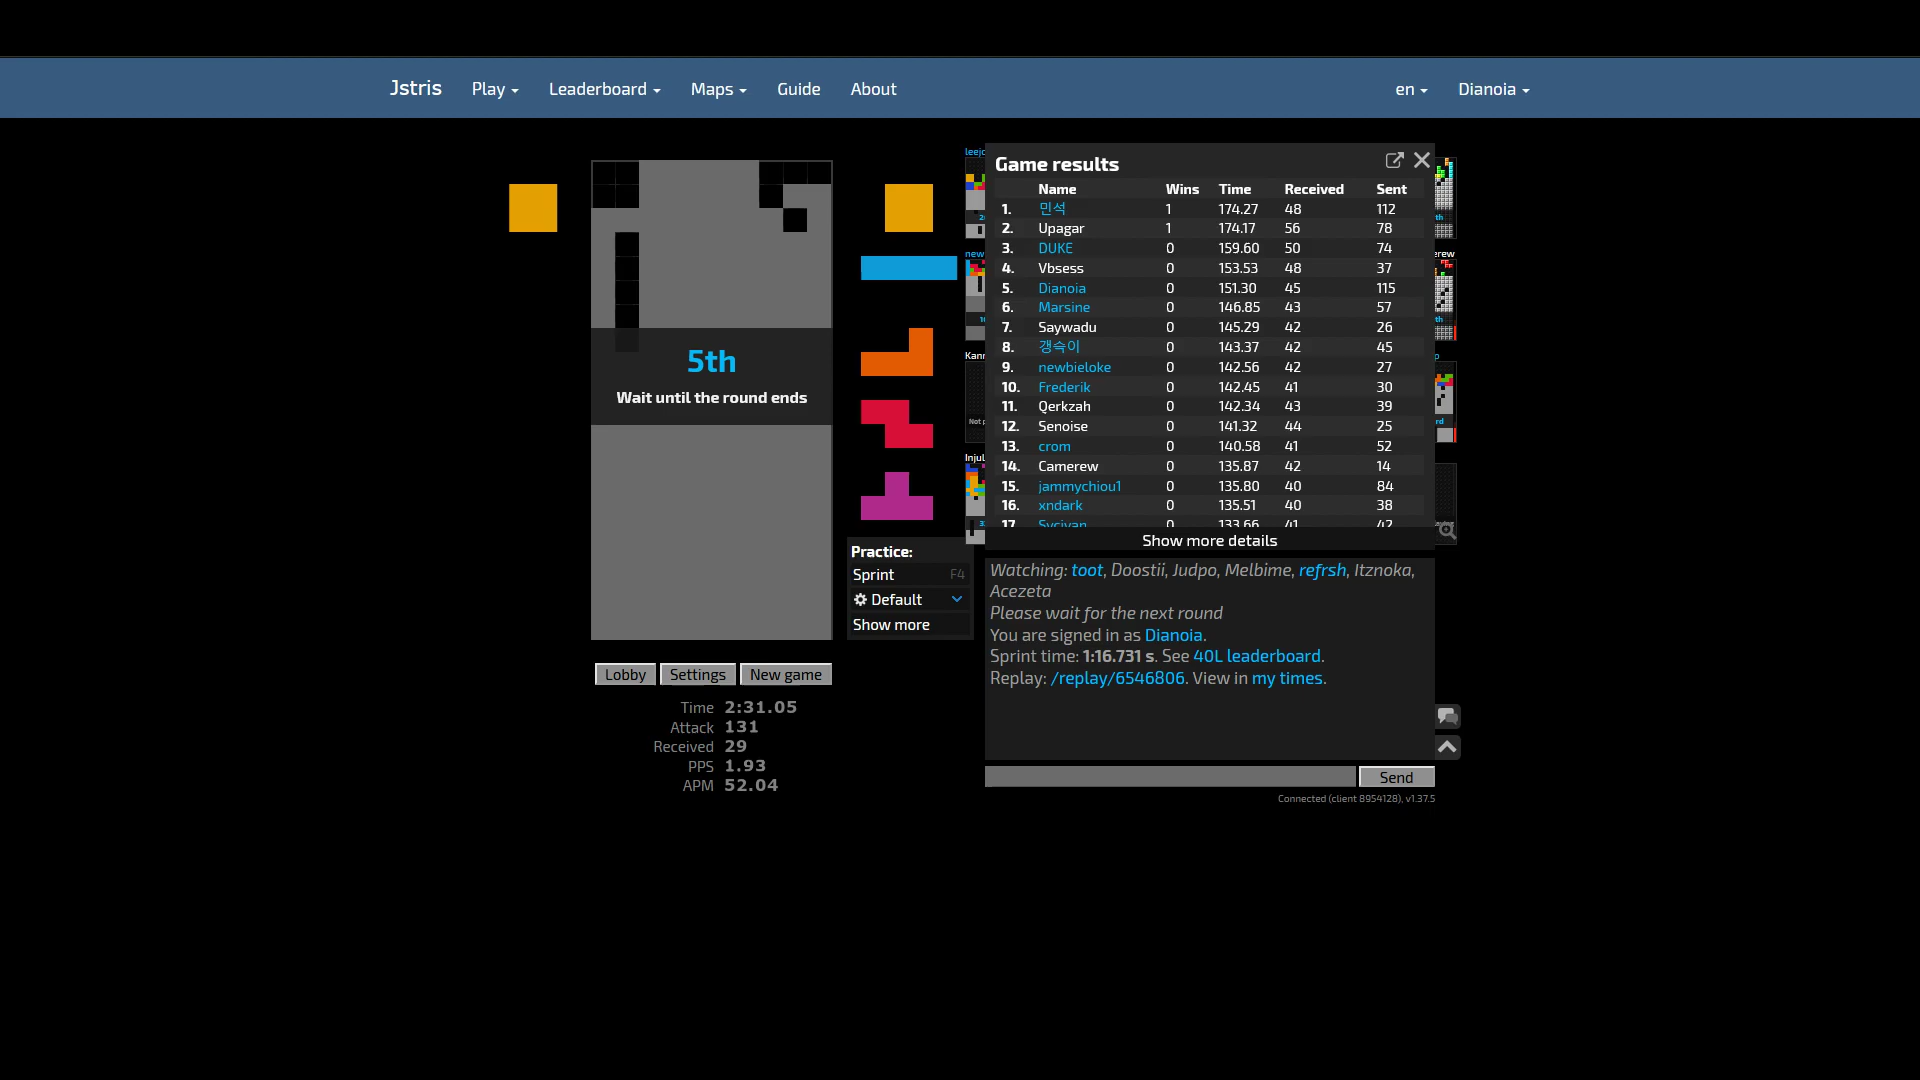 Jstris Play Leaderboard Maps Guide About en Dianoia
5th
Wait until the round ends
Lobby Settings New game
Time 2:31.05
Attack 131
Received 29
PPS 1.93
APM 52.04
Practice:
Sprint F4
Default
Show more
Game results
Name Wins Time Received Sent
1. 민석 1 174.27 48 112
2. Upagar 1 174.17 56 78
3. DUKE 0 159.60 50 74
4. Vbsess 0 153.53 48 37
5. Dianoia 0 151.30 45 115
6. Marsine 0 146.85 43 57
7. Saywadu 0 145.29 42 26
8. 갱슥이 0 143.37 42 45
9. newbieloke 0 142.56 42 27
10. Frederik 0 142.45 41 30
11. Qerkzah 0 142.34 43 39
12. Senoise 0 141.32 44 25
13. crom 0 140.58 41 52
14. Camerew 0 135.87 42 14
15. jammychiou1 0 135.80 40 84
16. xndark 0 135.51 40 38
17 Sycivan 0 133.66 41 42
Show more details
Watching: toot, Doostii, Judpo, Melbime, refrsh, Itznoka,
Acezeta
Please wait for the next round
You are signed in as Dianoia.
Sprint time: 1:16.731 s. See 40L leaderboard.
Replay: /replay/6546806. View in my times.
Send
Connected (client 8954128), v1.37.5